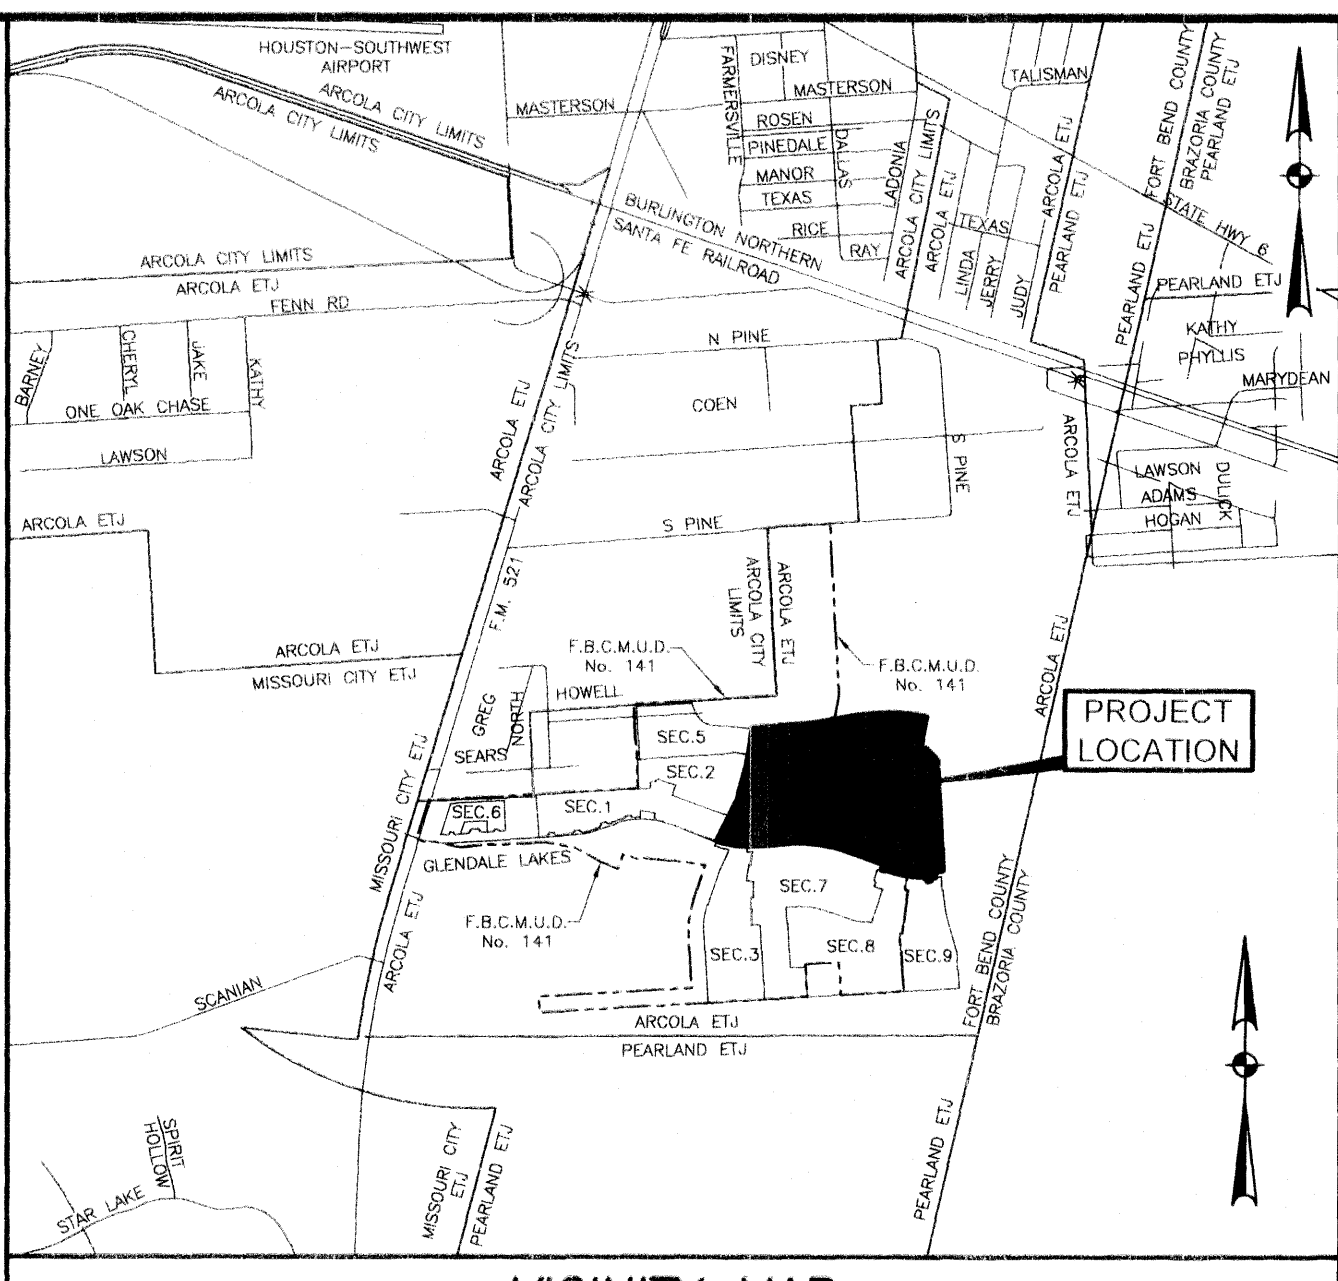 HOUSTON-SOUTHWEST
AIRPORT
ARCOLA CITY LIMITS
ARCOLA CITY LIMITS
MASTERSON
FARMERSVILLE
DISNEY
MASTERSON
ROSEN
PINEDALE
MANOR
TEXAS
RICE
RAY
DALLAS
LADONIA
ARCOLA CITY LIMITS
ARCOLA ETJ
TALISMAN
TEXAS
LINDA
JERRY
JUDY
ARCOLA ETJ
PEARLAND ETJ
FORT BEND COUNTY
BRAZORIA COUNTY
PEARLAND ETJ
STATE HWY 6
PEARLAND ETJ
PEARLAND ETJ
KATHY
PHYLLIS
MARYDEAN
BURLINGTON NORTHERN
SANTA FE RAILROAD
ARCOLA CITY LIMITS
ARCOLA ETJ
FENN RD
BARNEY
CHERYL
JAKE
KATHY
ONE OAK CHASE
LAWSON
N PINE
COEN
S PINE
S PINE
ARCOLA ETJ
ARCOLA CITY LIMITS
ARCOLA ETJ
LAWSON
ADAMS
HOGAN
DULICK
ARCOLA ETJ
F.M. 521
ARCOLA ETJ
MISSOURI CITY ETJ
ARCOLA ETJ
ARCOLA CITY
LIMITS
F.B.C.M.U.D.
No. 141
F.B.C.M.U.D.
No. 141
ARCOLA ETJ
PROJECT
LOCATION
GREG
NORTH
HOWELL
SEARS
SEC.5
SEC.2
SEC.6
SEC.1
MISSOURI CITY ETJ
ARCOLA ETJ
GLENDALE LAKES
F.B.C.M.U.D.
No. 141
SEC.7
SEC.3
SEC.8
SEC.9
FORT BEND COUNTY
BRAZORIA COUNTY
SCANIAN
ARCOLA ETJ
PEARLAND ETJ
SPIRIT
HOLLOW
STAR LAKE
MISSOURI CITY
ETJ
PEARLAND ETJ
PEARLAND ETJ